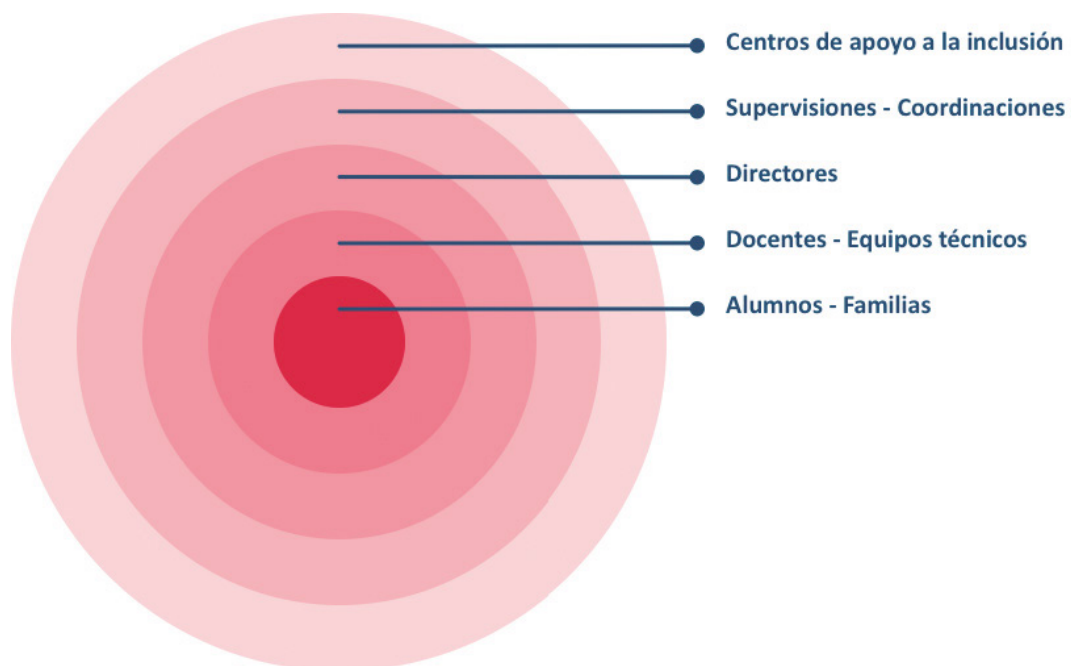 Centros de apoyo a la inclusión
Supervisiones - Coordinaciones
Directores
Docentes - Equipos técnicos
Alumnos - Familias